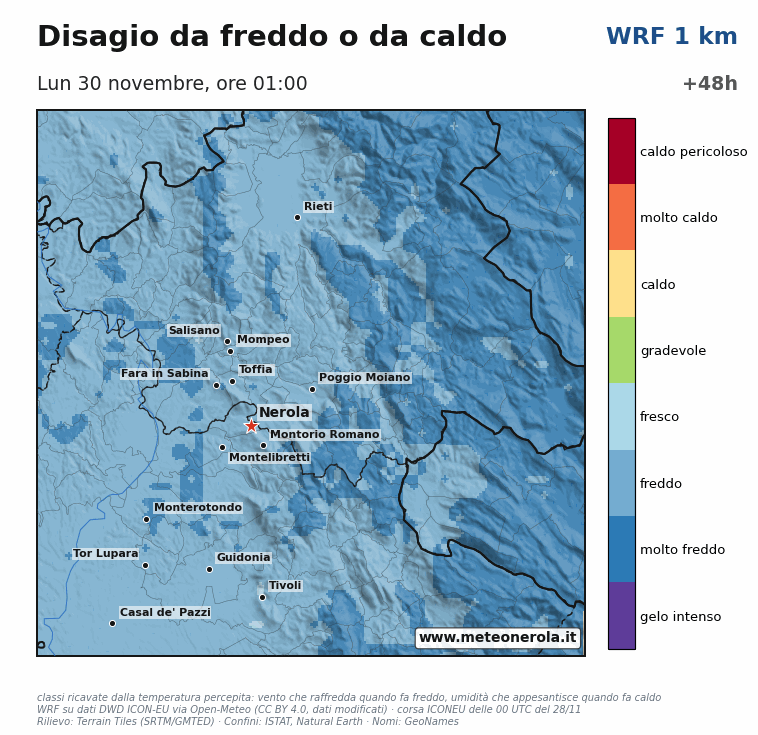 Disagio da freddo o da caldo
WRF 1 km
Lun 30 novembre, ore 01:00
+48h
caldo pericoloso
molto caldo
caldo
gradevole
fresco
freddo
molto freddo
gelo intenso
Rieti
Salisano
Mompeo
Toffia
Fara in Sabina
Poggio Moiano
Nerola
Montorio Romano
Montelibretti
Monterotondo
Tor Lupara
Guidonia
Tivoli
Casal de' Pazzi
www.meteonerola.it
classi ricavate dalla temperatura percepita: vento che raffredda quando fa freddo, umidità che appesantisce quando fa caldo
WRF su dati DWD ICON-EU via Open-Meteo (CC BY 4.0, dati modificati) · corsa ICONEU delle 00 UTC del 28/11
Rilievo: Terrain Tiles (SRTM/GMTED) · Confini: ISTAT, Natural Earth · Nomi: GeoNames